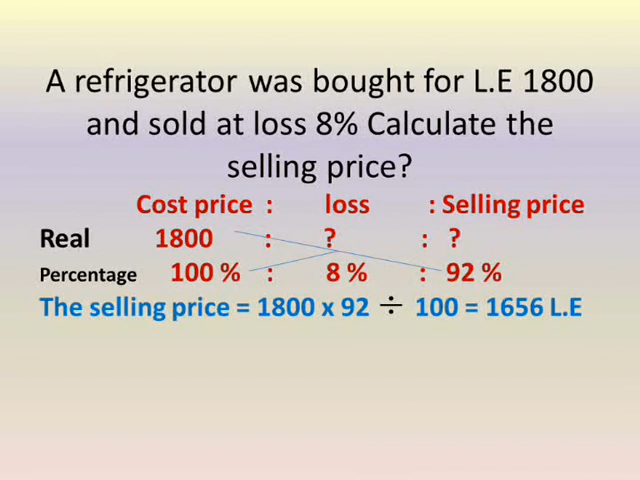 A refrigerator was bought for L.E 1800
and sold at loss 8% Calculate the
selling price?
Cost price : loss : Selling price
Real 1800 : ? : ?
Percentage 100 % : 8 % : 92 %
The selling price = 1800 x 92 ÷ 100 = 1656 L.E